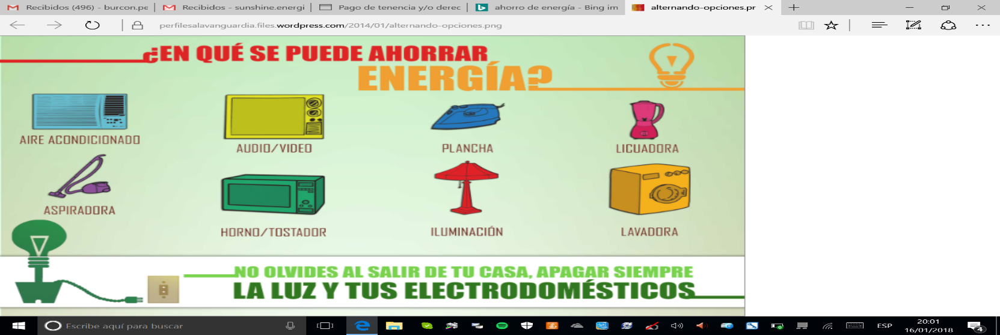 Recibidos (496) - burcon.pe
Recibidos - sunshine.energi
Pago de tenencia y/o derec
ahorro de energía - Bing im
alternando-opciones.pr
perfilesalavanguardia.files.wordpress.com/2014/01/alternando-opciones.png
¿EN QUÉ SE PUEDE AHORRAR
ENERGÍA?
AIRE ACONDICIONADO
AUDIO/VIDEO
PLANCHA
LICUADORA
ASPIRADORA
HORNO/TOSTADOR
ILUMINACIÓN
LAVADORA
NO OLVIDES AL SALIR DE TU CASA, APAGAR SIEMPRE
LA LUZ Y TUS ELECTRODOMÉSTICOS
Escribe aquí para buscar
ESP
20:01
16/01/2018
4